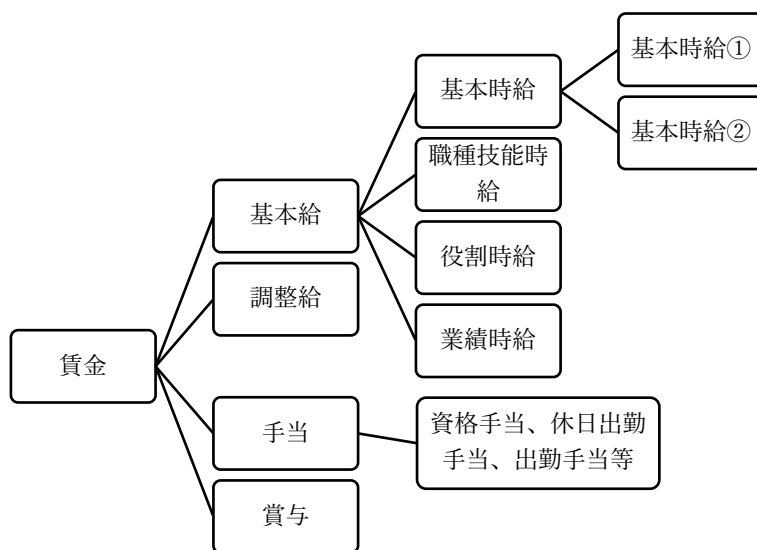 賃金
基本給
調整給
手当
賞与
基本時給
職種技能時
給
役割時給
業績時給
資格手当、休日出勤
手当、出勤手当等
基本時給①
基本時給②